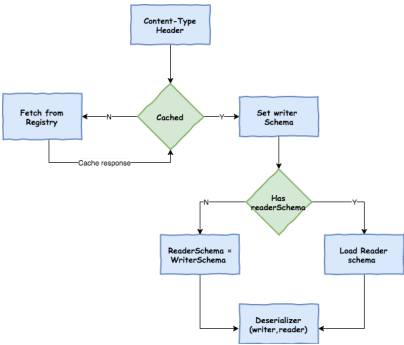 Content-Type
Header
Fetch from
Registry
N
Cached
Y
Set writer
Schema
Cache response
Has
readerSchema
N
Y
ReaderSchema =
WriterSchema
Load Reader
schema
Deserializer
(writer,reader)